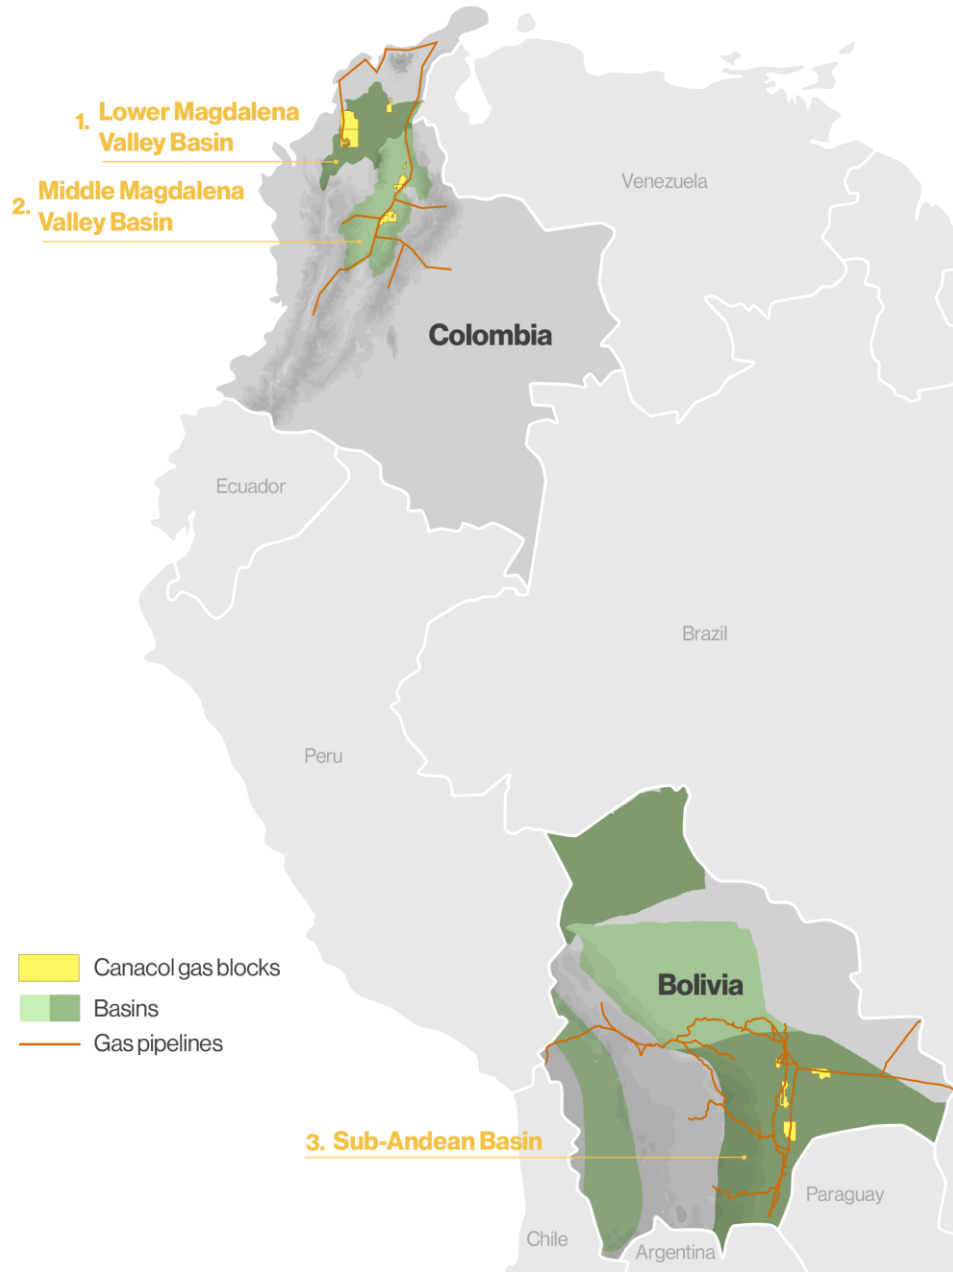 1. Lower Magdalena
Valley Basin
2. Middle Magdalena
Valley Basin
Venezuela
Colombia
Ecuador
Brazil
Peru
Canacol gas blocks
Basins
Gas pipelines
Bolivia
3. Sub-Andean Basin
Paraguay
Chile
Argentina